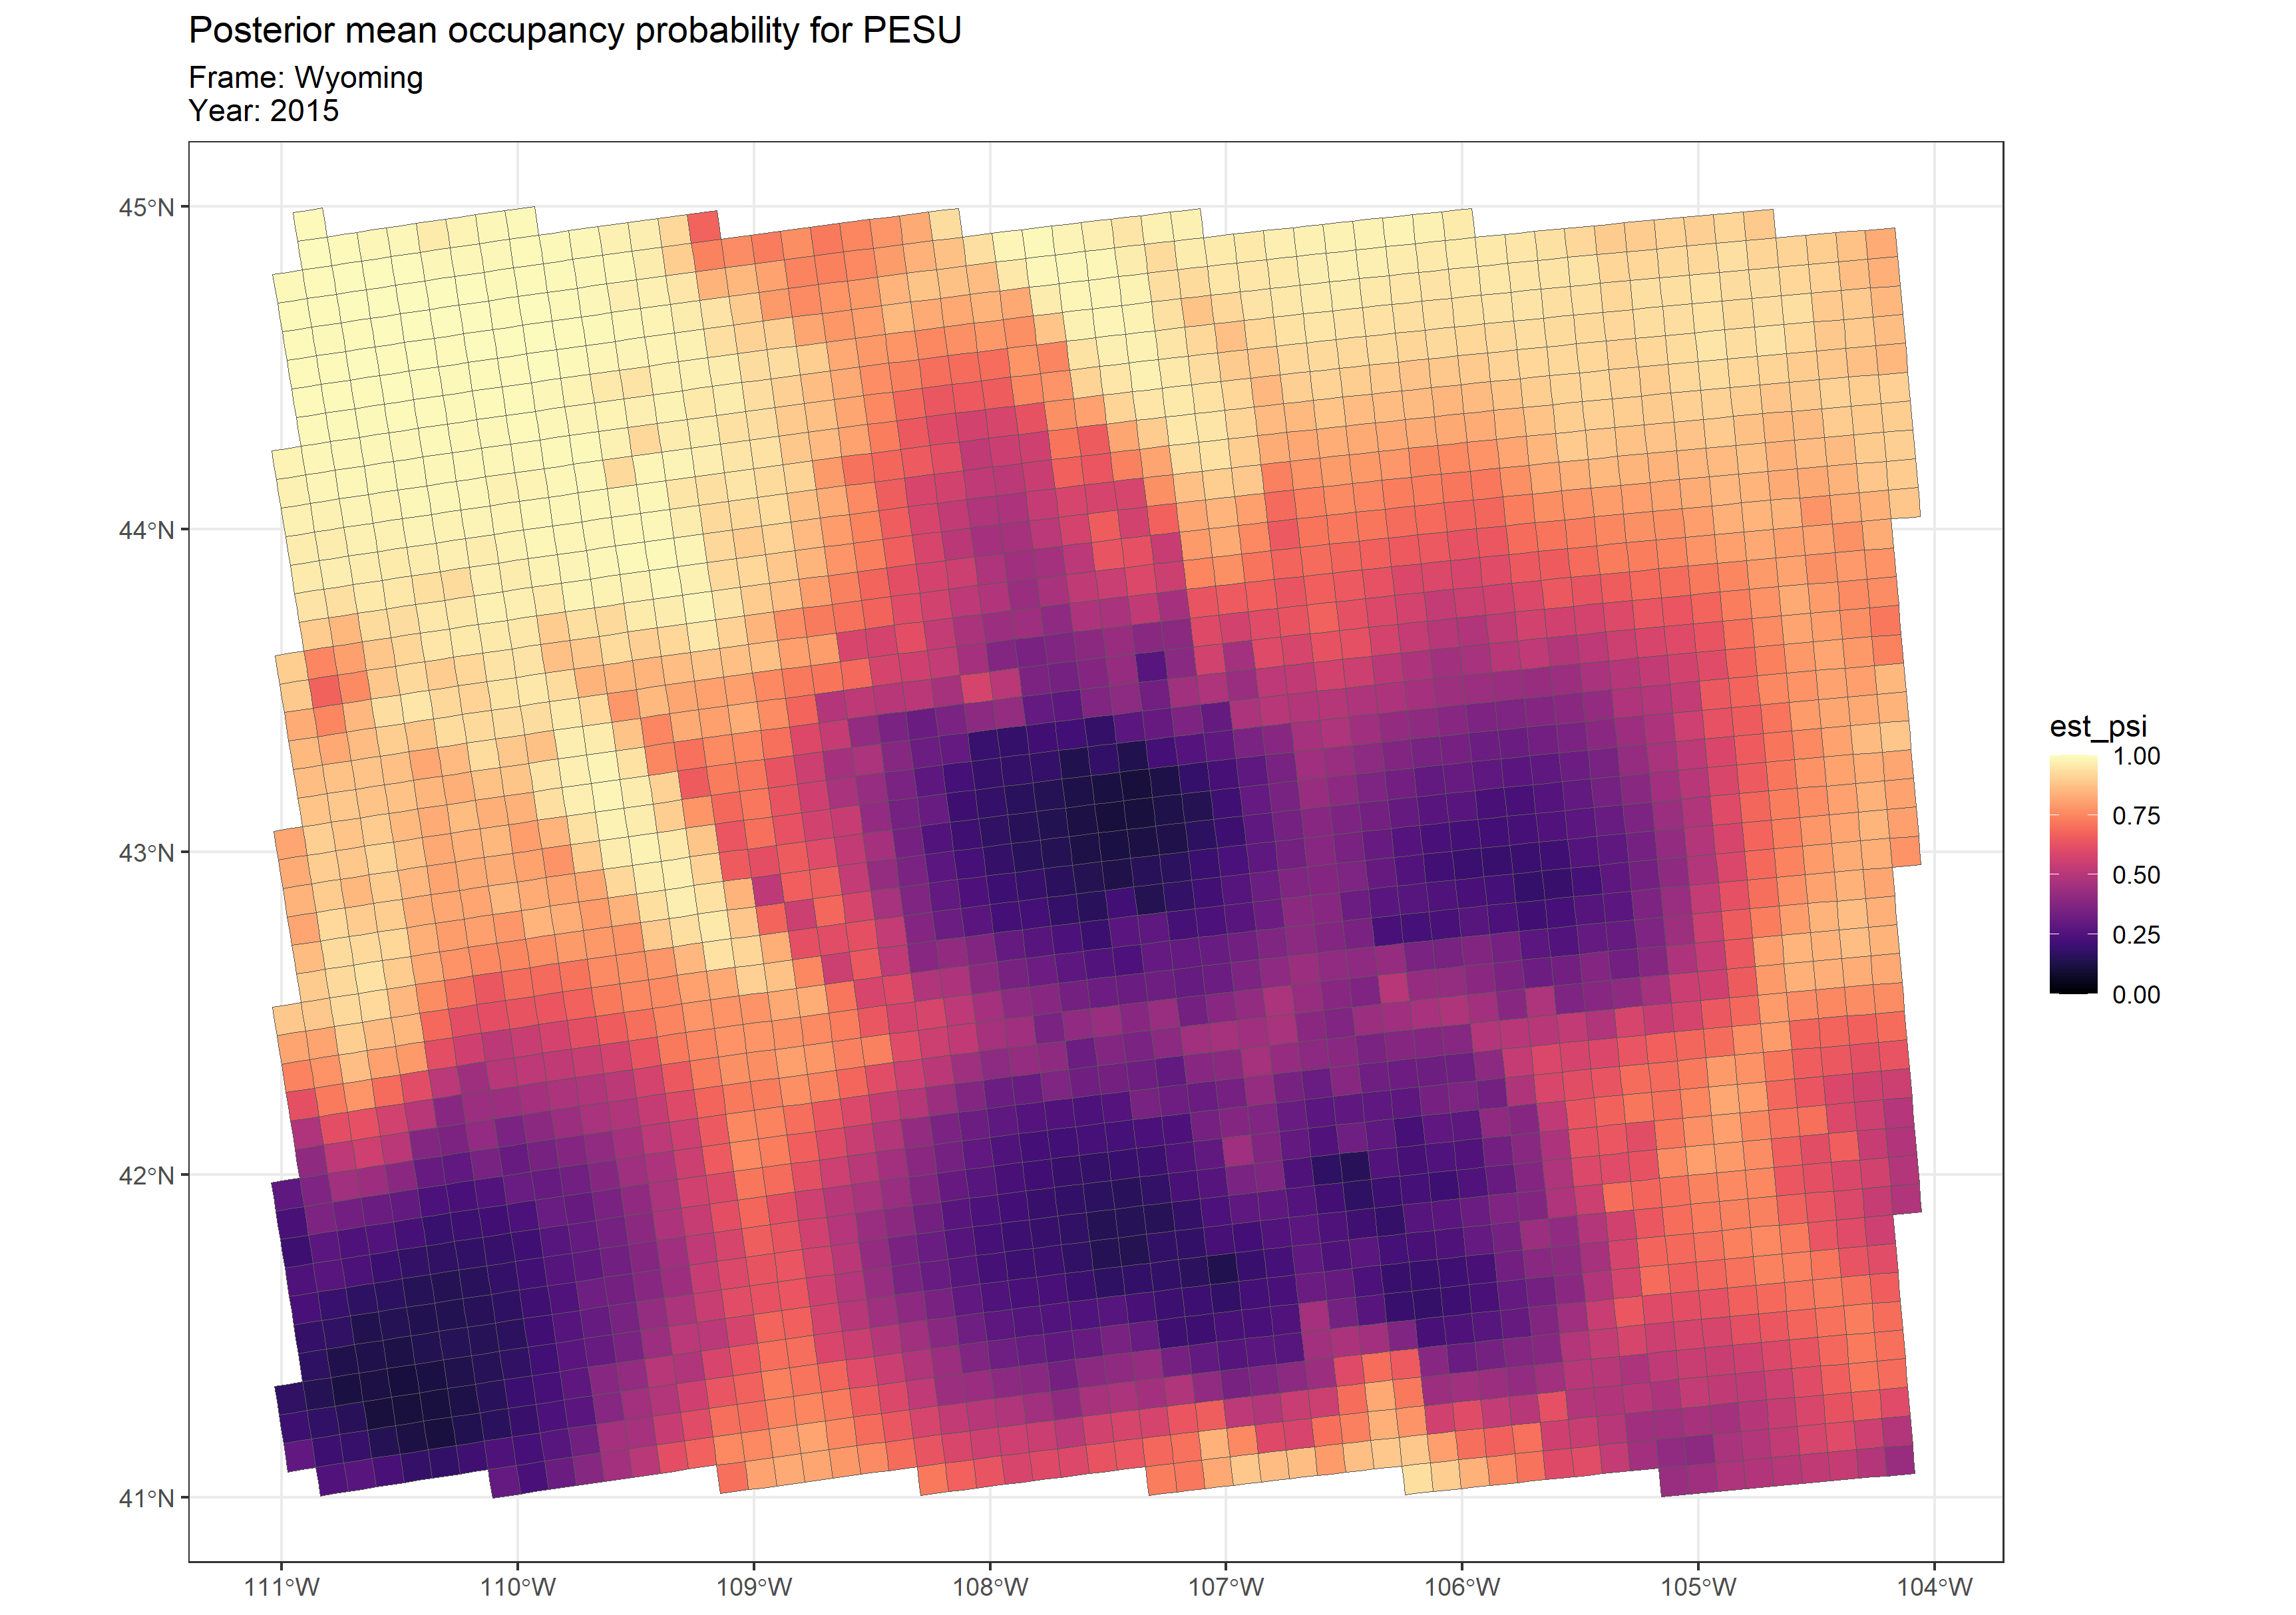 Posterior mean occupancy probability for PESU
Frame: Wyoming
Year: 2015
45°N
44°N
43°N
42°N
41°N
111°W 110°W 109°W 108°W 107°W 106°W 105°W 104°W
est_psi
1.00
0.75
0.50
0.25
0.00